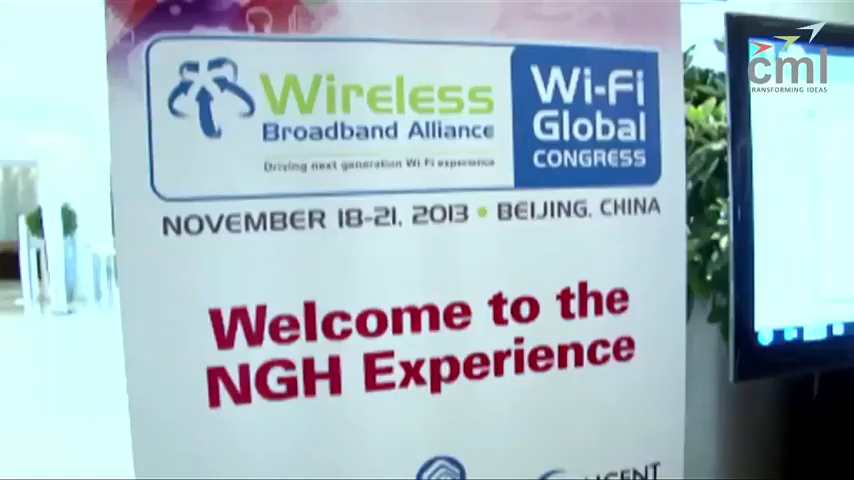 Wireless
Broadband Alliance
Driving next generation Wi-Fi experience
Wi-Fi
Global
CONGRESS
NOVEMBER 18-21, 2013 • BEIJING, CHINA
Welcome to the
NGH Experience
cml
TRANSFORMING IDEAS